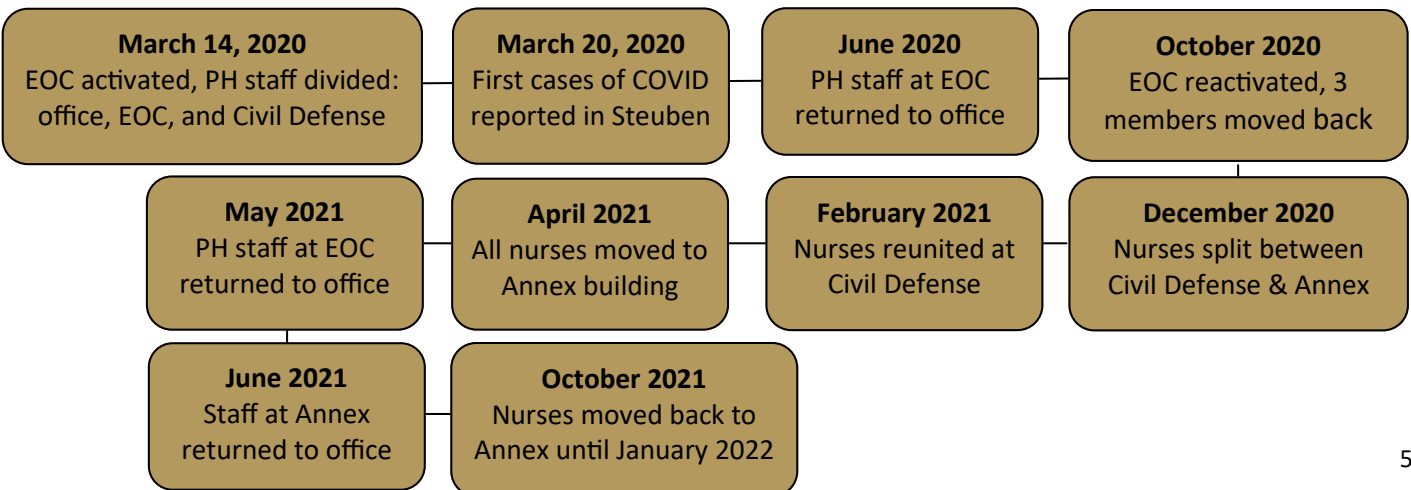 March 14, 2020
EOC activated, PH staff divided:
office, EOC, and Civil Defense
March 20, 2020
First cases of COVID
reported in Steuben
June 2020
PH staff at EOC
returned to office
October 2020
EOC reactivated, 3
members moved back
December 2020
Nurses split between
Civil Defense & Annex
February 2021
Nurses reunited at
Civil Defense
April 2021
All nurses moved to
Annex building
May 2021
PH staff at EOC
returned to office
June 2021
Staff at Annex
returned to office
October 2021
Nurses moved back to
Annex until January 2022
5